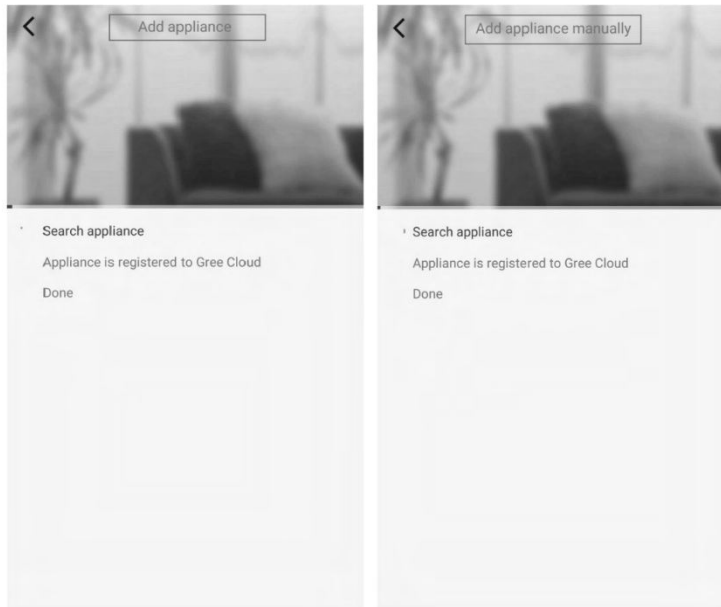 Add appliance
Search appliance
Appliance is registered to Gree Cloud
Done
Add appliance manually
Search appliance
Appliance is registered to Gree Cloud
Done